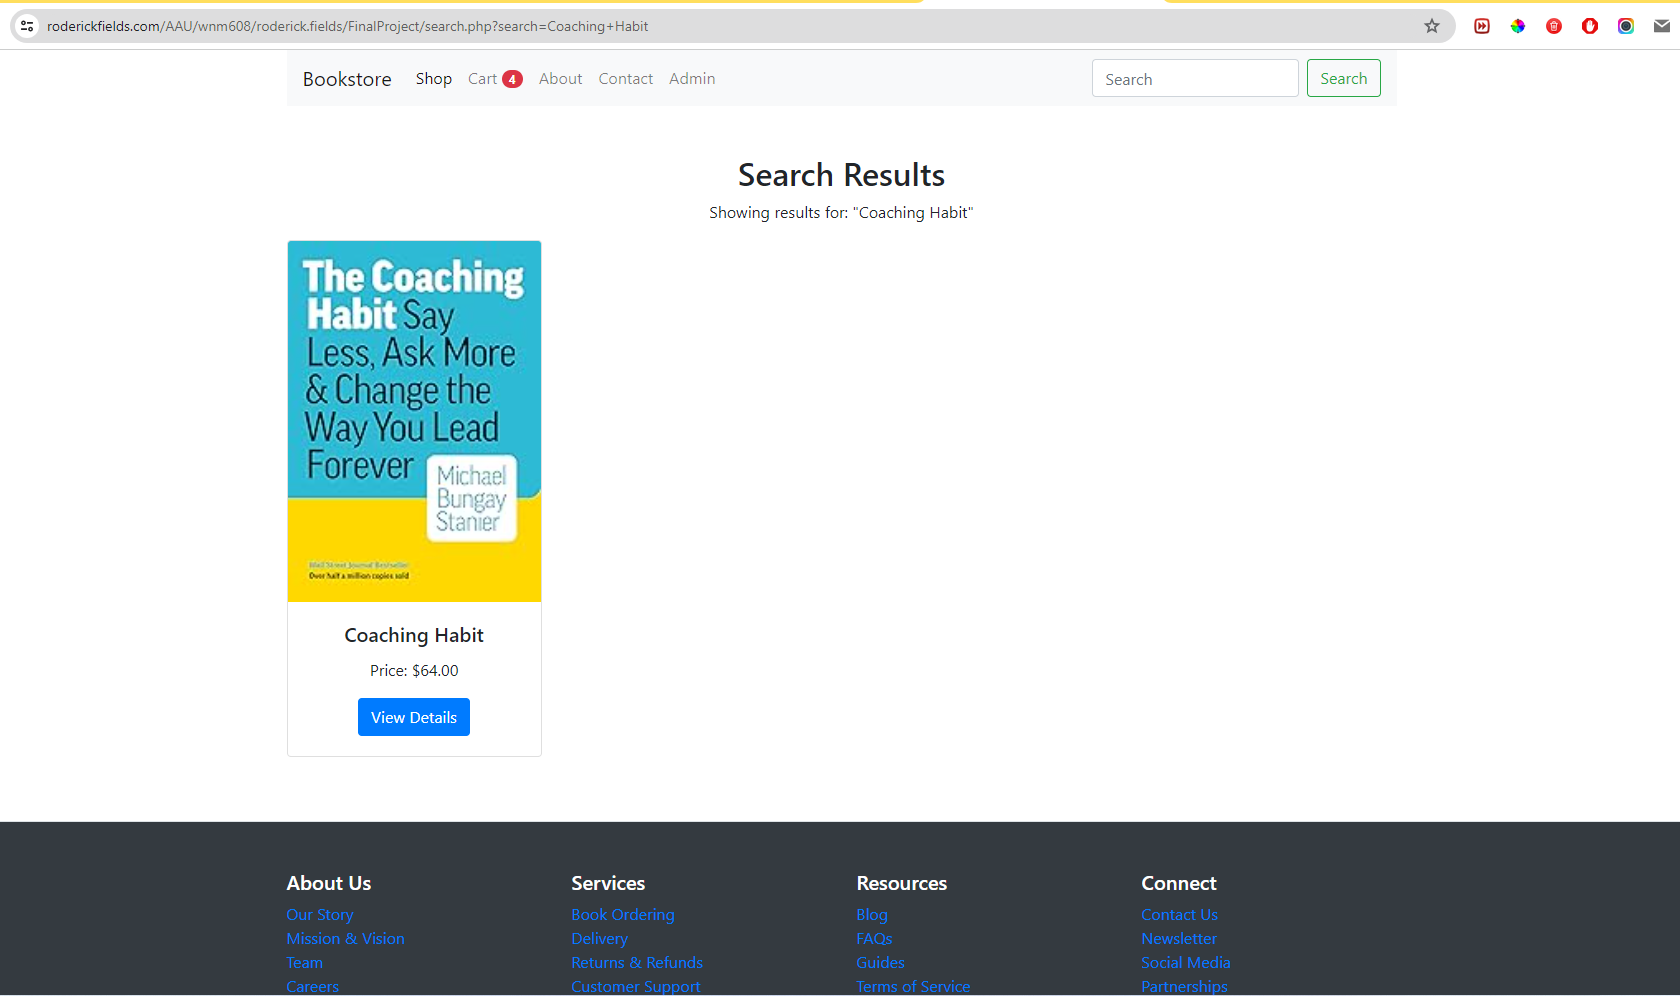 roderickfields.com/AAU/wnm608/roderick.fields/FinalProject/search.php?search=Coaching+Habit
Bookstore Shop Cart 4 About Contact Admin Search Search
Search Results
Showing results for: "Coaching Habit"
The Coaching
Habit Say
Less, Ask More
& Change the
Way You Lead
Forever
Michael
Bungay
Stanier
Wall Street Journal Bestseller
Over half a million copies sold
Coaching Habit
Price: $64.00
View Details
About Us
Our Story
Mission & Vision
Team
Careers
Services
Book Ordering
Delivery
Returns & Refunds
Customer Support
Resources
Blog
FAQs
Guides
Terms of Service
Connect
Contact Us
Newsletter
Social Media
Partnerships